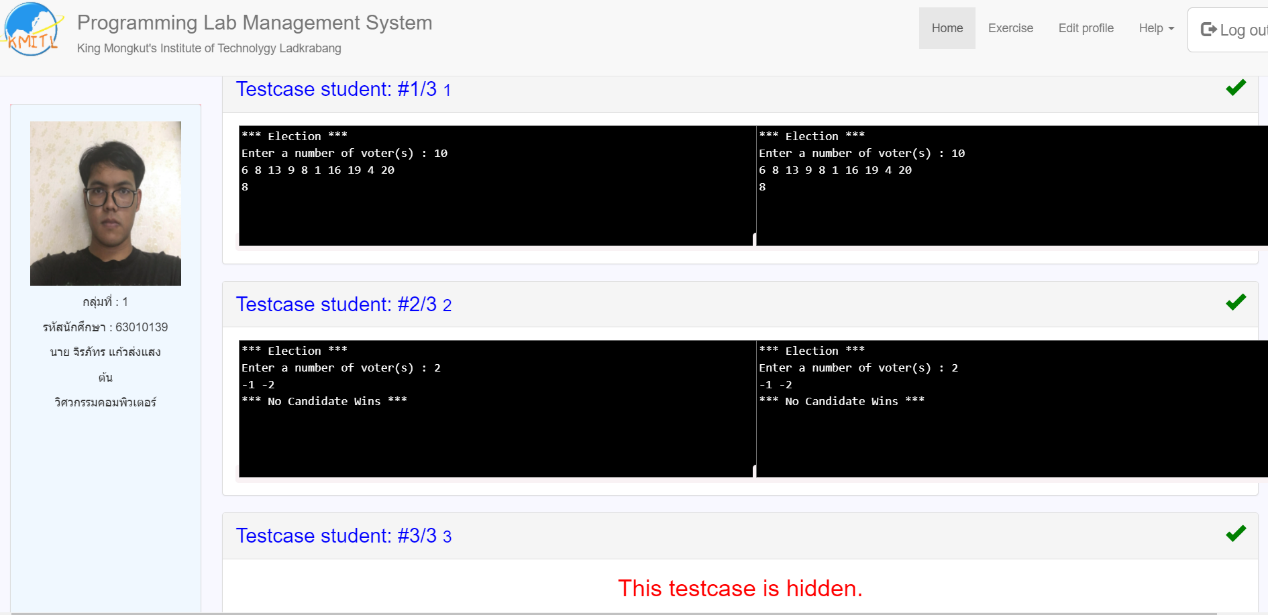 KMITL
Programming Lab Management System
King Mongkut's Institute of Technolygy Ladkrabang
Home
Exercise
Edit profile
Help
Log out
กลุ่มที่ : 1
รหัสนักศึกษา : 63010139
นาย จิรภัทร แก้วส่งแสง
ต้น
วิศวกรรมคอมพิวเตอร์
Testcase student: #1/3 1
*** Election ***
Enter a number of voter(s) : 10
6 8 13 9 8 1 16 19 4 20
8
*** Election ***
Enter a number of voter(s) : 10
6 8 13 9 8 1 16 19 4 20
8
Testcase student: #2/3 2
*** Election ***
Enter a number of voter(s) : 2
-1 -2
*** No Candidate Wins ***
*** Election ***
Enter a number of voter(s) : 2
-1 -2
*** No Candidate Wins ***
Testcase student: #3/3 3
This testcase is hidden.